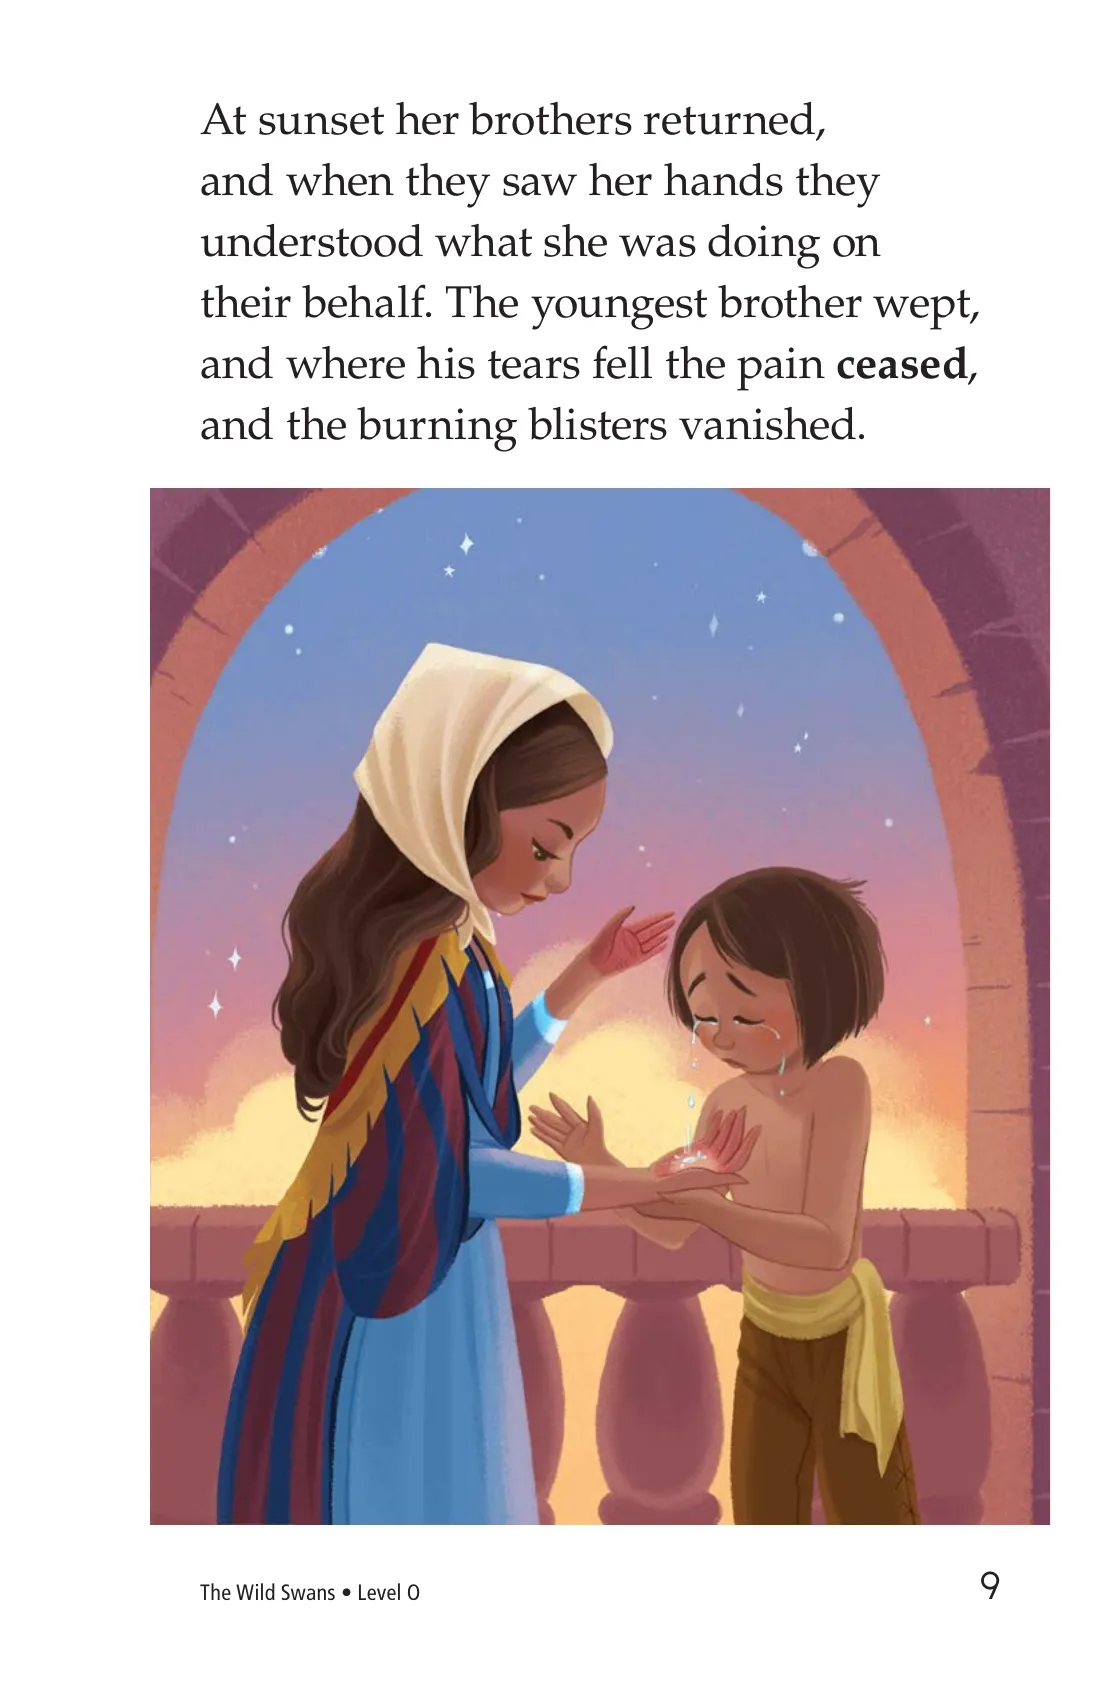 At sunset her brothers returned,
and when they saw her hands they
understood what she was doing on
their behalf. The youngest brother wept,
and where his tears fell the pain ceased,
and the burning blisters vanished.
The Wild Swans • Level O
9